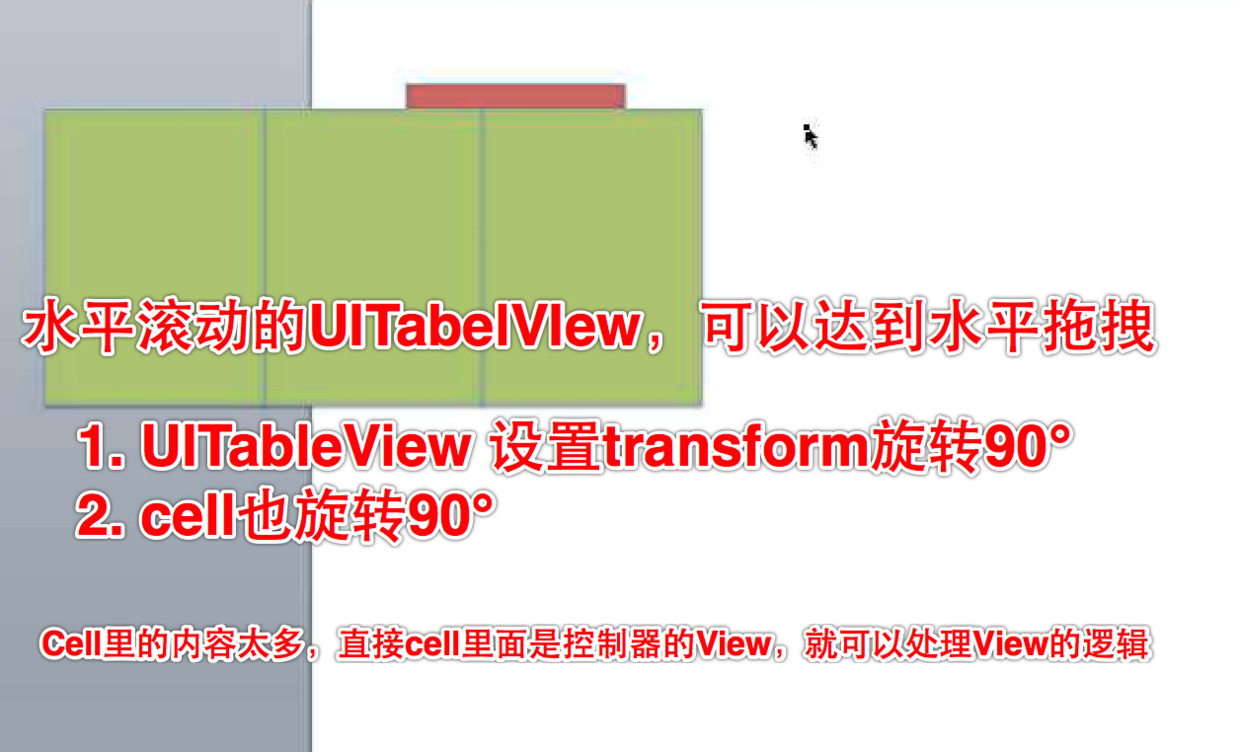 水平滚动的UITabelVIew，可以达到水平拖拽
1. UITableView 设置transform旋转90°
2. cell也旋转90°
Cell里的内容太多，直接cell里面是控制器的View，就可以处理View的逻辑